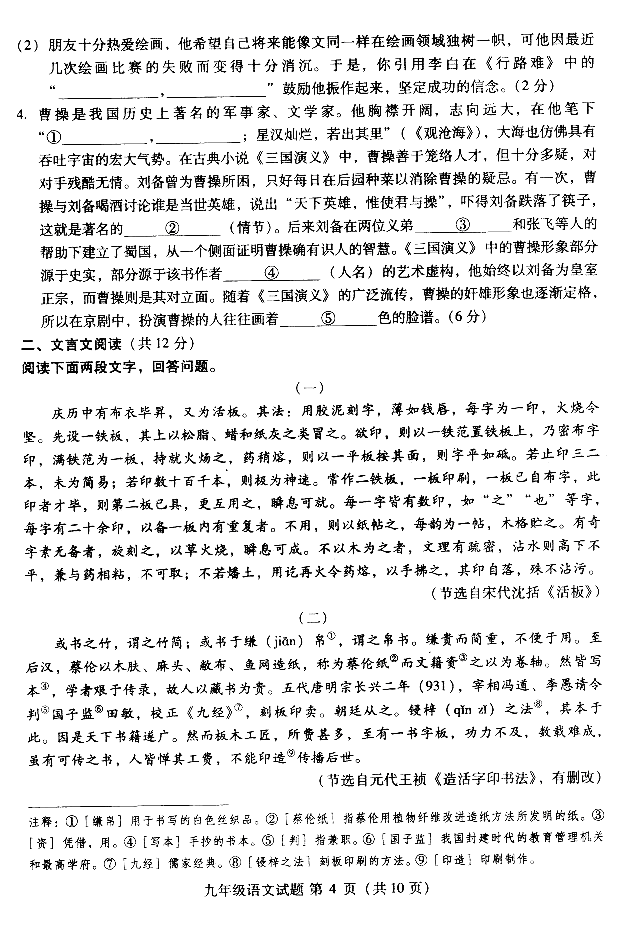 （2）朋友十分热爱绘画，他希望自己将来能像文同一样在绘画领域独树一帜，可他因最近
几次绘画比赛的失败而变得十分消沉。于是，你引用李白在《行路难》中的
“____________，____________” 鼓励他振作起来，坚定成功的信念。（2 分）
4. 曹操是我国历史上著名的军事家、文学家。他胸襟开阔，志向远大，在他笔下
“①____________，____________；星汉灿烂，若出其里”（《观沧海》），大海也仿佛具有
吞吐宇宙的宏大气势。在古典小说《三国演义》中，曹操善于笼络人才，但十分多疑，对
对手残酷无情。刘备曾为曹操所困，只好每日在后园种菜以消除曹操的疑忌。有一次，曹
操与刘备喝酒讨论谁是当世英雄，说出“天下英雄，惟使君与操”，吓得刘备跌落了筷子，
这就是著名的____②____（情节）。后来刘备在两位义弟____③____和张飞等人的
帮助下建立了蜀国，从一个侧面证明曹操确有识人的智慧。《三国演义》中的曹操形象部分
源于史实，部分源于该书作者____④____（人名）的艺术虚构，他始终以刘备为皇室
正宗，而曹操则是其对立面。随着《三国演义》的广泛流传，曹操的奸雄形象也逐渐定格，
所以在京剧中，扮演曹操的人往往画着____⑤____色的脸谱。（6 分）
二、文言文阅读（共 12 分）
阅读下面两段文字，回答问题。
（一）
庆历中有布衣毕昇，又为活板。其法：用胶泥刻字，薄如钱唇，每字为一印，火烧令
坚。先设一铁板，其上以松脂、蜡和纸灰之类冒之。欲印，则以一铁范置铁板上，乃密布字
印，满铁范为一板，持就火炀之，药稍熔，则以一平板按其面，则字平如砥。若止印三二
本，未为简易；若印数十百千本，则极为神速。常作二铁板，一板印刷，一板已自布字，此
印者才毕，则第二板已具，更互用之，瞬息可就。每一字皆有数印，如“之”“也”等字，
每字有二十余印，以备一板内有重复者。不用，则以纸帖之，每韵为一帖，木格贮之。有奇
字素无备者，旋刻之，以草火烧，瞬息可成。不以木为之者，文理有疏密，沾水则高下不
平，兼与药相粘，不可取；不若燔土，用讫再火令药熔，以手拂之，其印自落，殊不沾污。
（节选自宋代沈括《活板》）
（二）
或书之竹，谓之竹简；或书于缣（jiān）帛①，谓之帛书。缣贵而简重，不便于用。至
后汉，蔡伦以木肤、麻头、敝布、鱼网造纸，称为蔡伦纸②而文籍资③之以为卷轴。然皆写
本④，学者艰于传录，故人以藏书为贵。五代唐明宗长兴二年（931），宰相冯道、李愚请令
判⑤国子监⑥田敏，校正《九经》⑦，刻板印卖。朝廷从之。锓梓（qǐn zǐ）之法⑧，其本于
此。因是天下书籍遂广。然而板木工匠，所费甚多，至有一书字板，功力不及，数载难成，
虽有可传之书，人皆惮其工费，不能印造⑨传播后世。
（节选自元代王桢《造活字印书法》，有删改）
注释：①［缣帛］用于书写的白色丝织品。②［蔡伦纸］指蔡伦用植物纤维改进造纸方法所发明的纸。③
［资］凭借，用。④［写本］手抄的书本。⑤［判］指兼职。⑥［国子监］我国封建时代的教育管理机关
和最高学府。⑦［九经］儒家经典。⑧［锓梓之法］刻板印刷的方法。⑨［印造］印刷制作。
九年级语文试题 第 4 页（共 10 页）